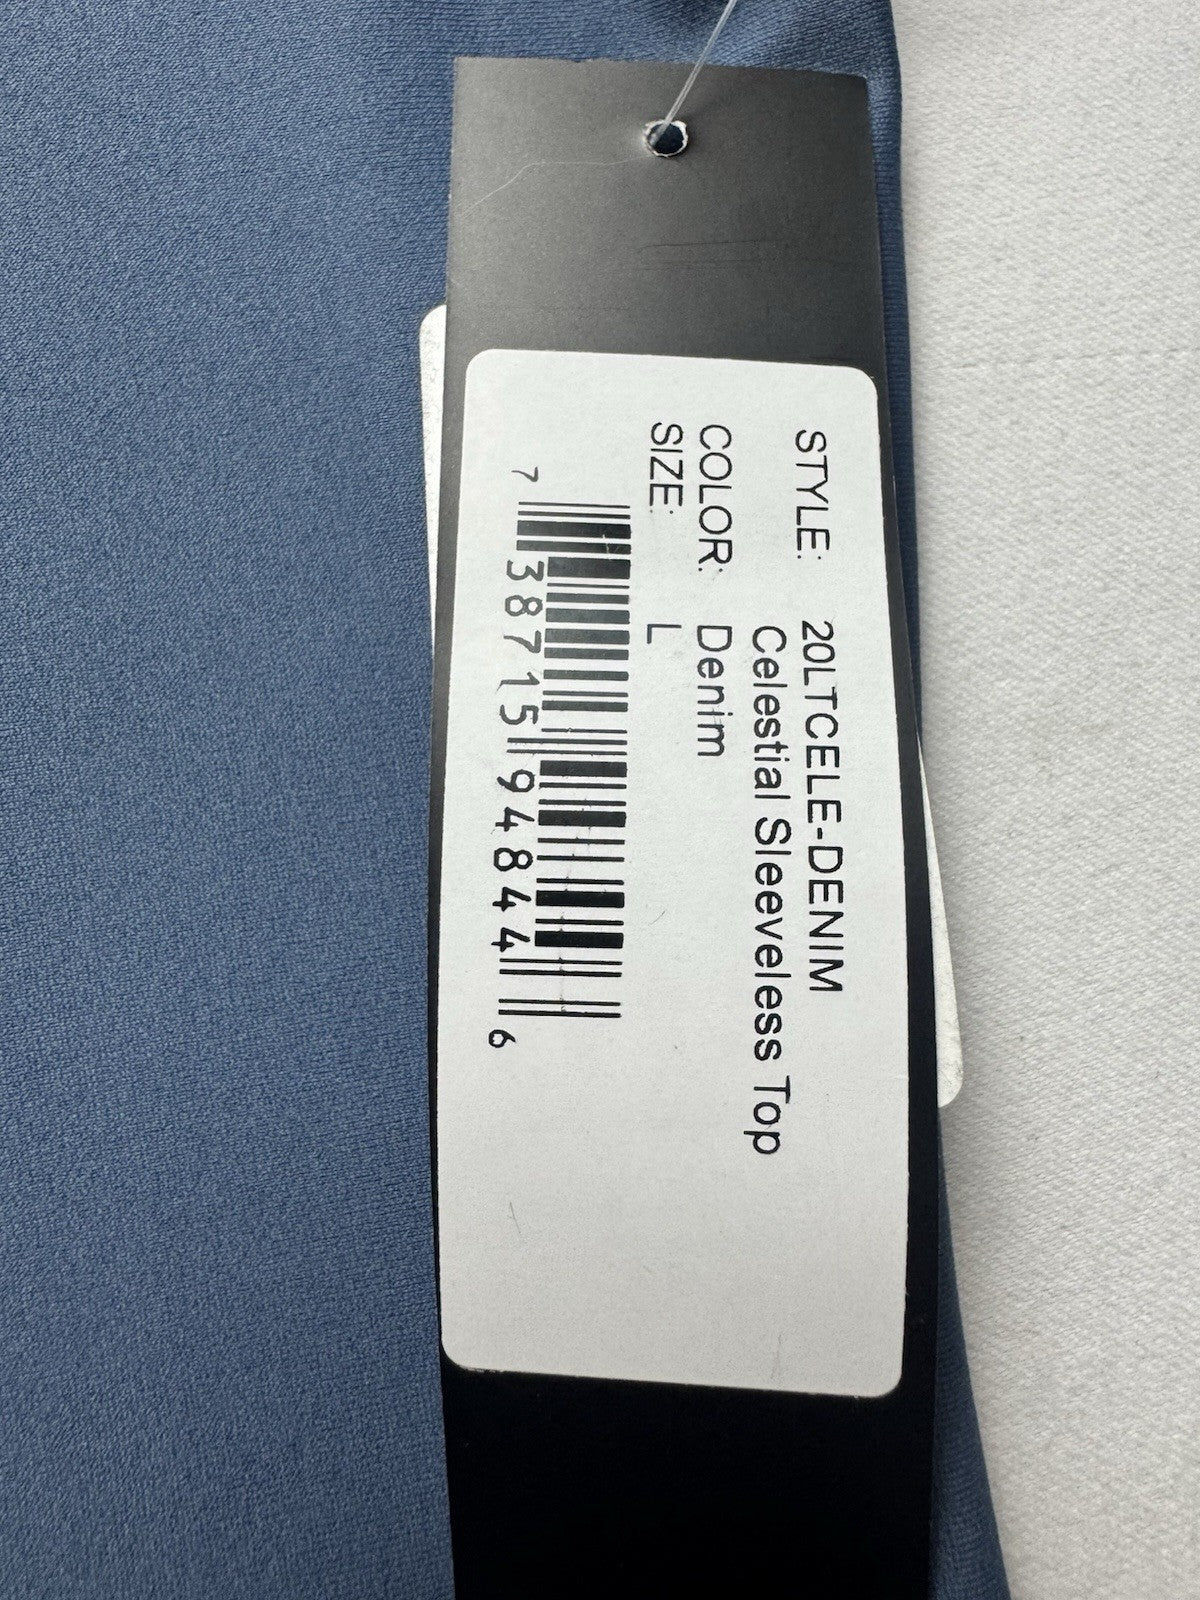 STYLE: 20LTCELE-DENIM
Celestial Sleeveless Top
COLOR: Denim
SIZE: L
7 38715 94844 6